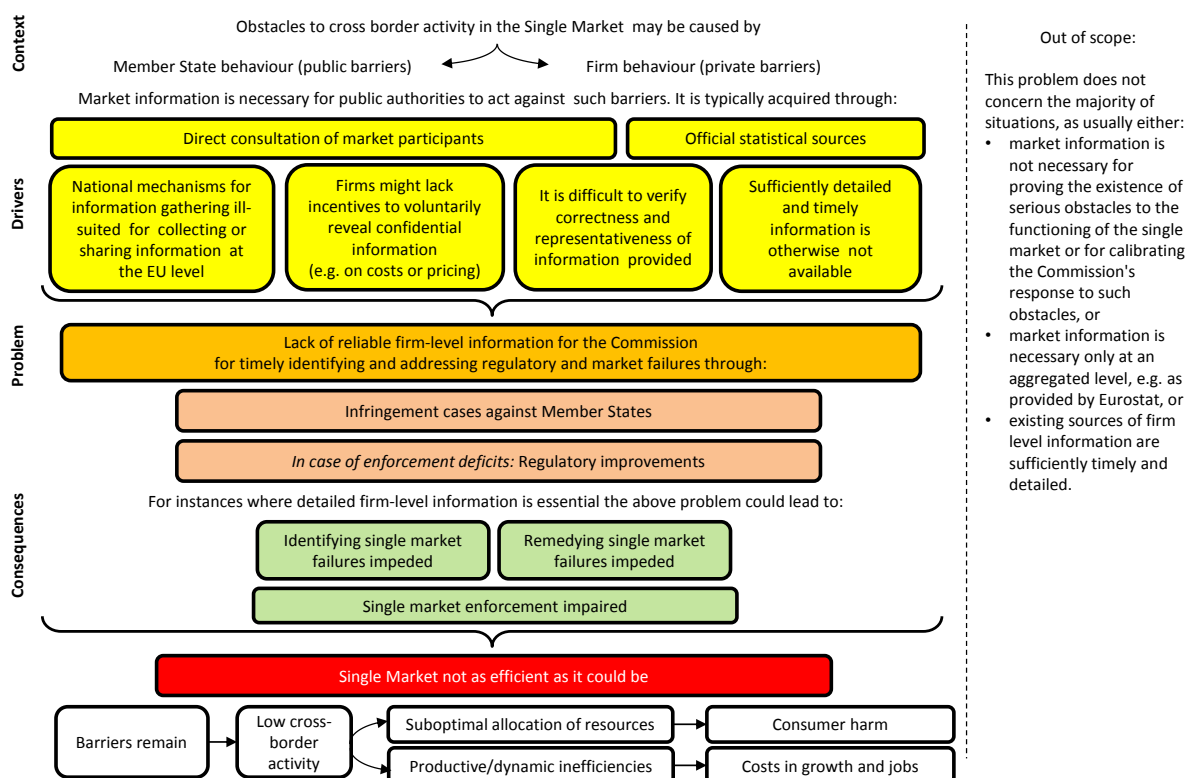 Context
Obstacles to cross border activity in the Single Market may be caused by
Member State behaviour (public barriers)
Firm behaviour (private barriers)
Market information is necessary for public authorities to act against such barriers. It is typically acquired through:
Direct consultation of market participants
Official statistical sources
Drivers
National mechanisms for
information gathering ill-
suited for collecting or
sharing information at
the EU level
Firms might lack
incentives to voluntarily
reveal confidential
information
(e.g. on costs or pricing)
It is difficult to verify
correctness and
representativeness of
information provided
Sufficiently detailed
and timely
information is
otherwise not
available
Problem
Lack of reliable firm-level information for the Commission
for timely identifying and addressing regulatory and market failures through:
Infringement cases against Member States
In case of enforcement deficits: Regulatory improvements
Consequences
For instances where detailed firm-level information is essential the above problem could lead to:
Identifying single market
failures impeded
Remedying single market
failures impeded
Single market enforcement impaired
Single Market not as efficient as it could be
Barriers remain
Low cross-
border
activity
Suboptimal allocation of resources
Consumer harm
Productive/dynamic inefficiencies
Costs in growth and jobs
Out of scope:
This problem does not
concern the majority of
situations, as usually either:
• market information is
not necessary for
proving the existence of
serious obstacles to the
functioning of the single
market or for calibrating
the Commission's
response to such
obstacles, or
• market information is
necessary only at an
aggregated level, e.g. as
provided by Eurostat, or
• existing sources of firm
level information are
sufficiently timely and
detailed.